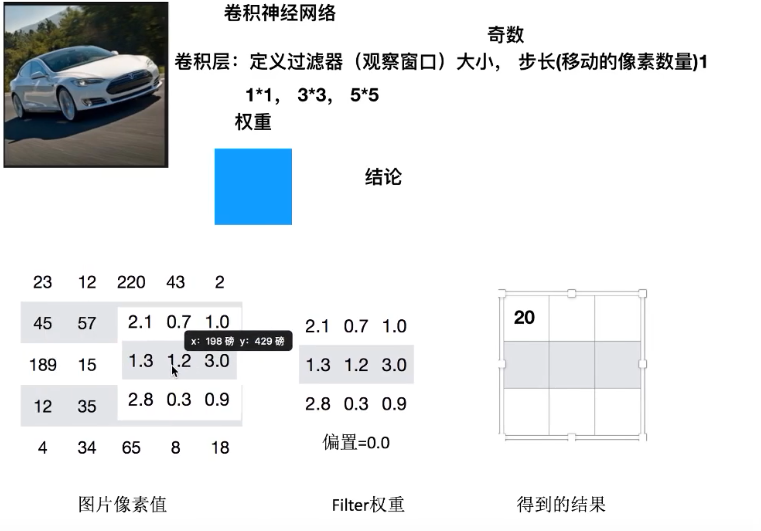 卷积神经网络
奇数
卷积层：定义过滤器（观察窗口）大小， 步长(移动的像素数量)1
1*1， 3*3， 5*5
权重
结论
23 12 220 43 2
45 57 2.1 0.7 1.0
x: 198 磅 y: 429 磅
189 15 1.3 1.2 3.0
12 35 2.8 0.3 0.9
4 34 65 8 18
图片像素值
2.1 0.7 1.0
1.3 1.2 3.0
2.8 0.3 0.9
偏置=0.0
Filter权重
20
得到的结果